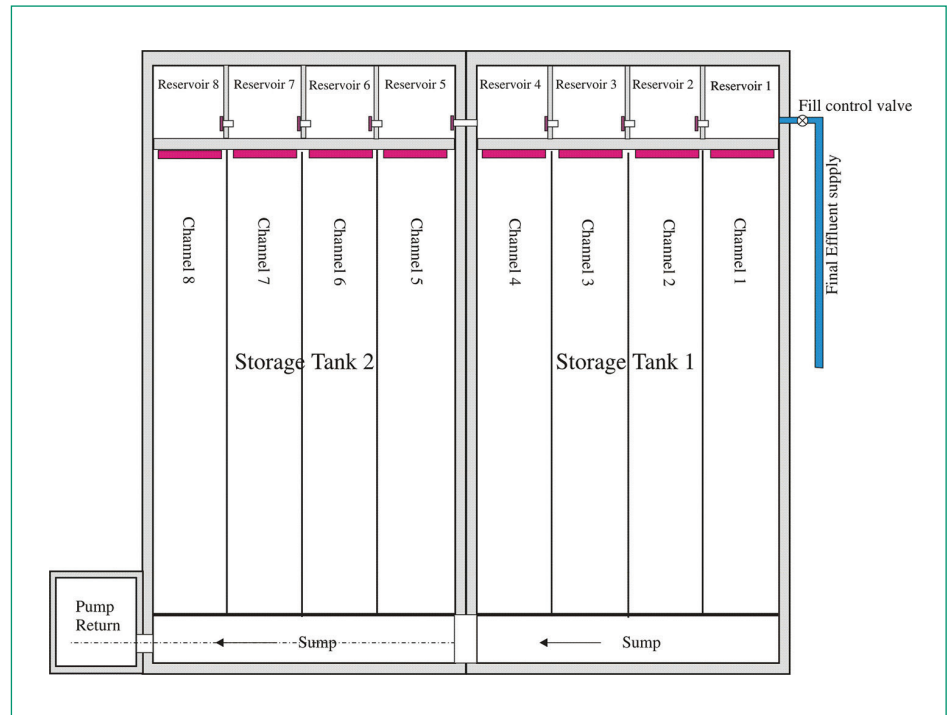 Reservoir 8
Reservoir 7
Reservoir 6
Reservoir 5
Reservoir 4
Reservoir 3
Reservoir 2
Reservoir 1
Fill control valve
Final Effluent supply
Channel 8
Channel 7
Channel 6
Channel 5
Channel 4
Channel 3
Channel 2
Channel 1
Storage Tank 2
Storage Tank 1
Pump
Return
Sump
Sump